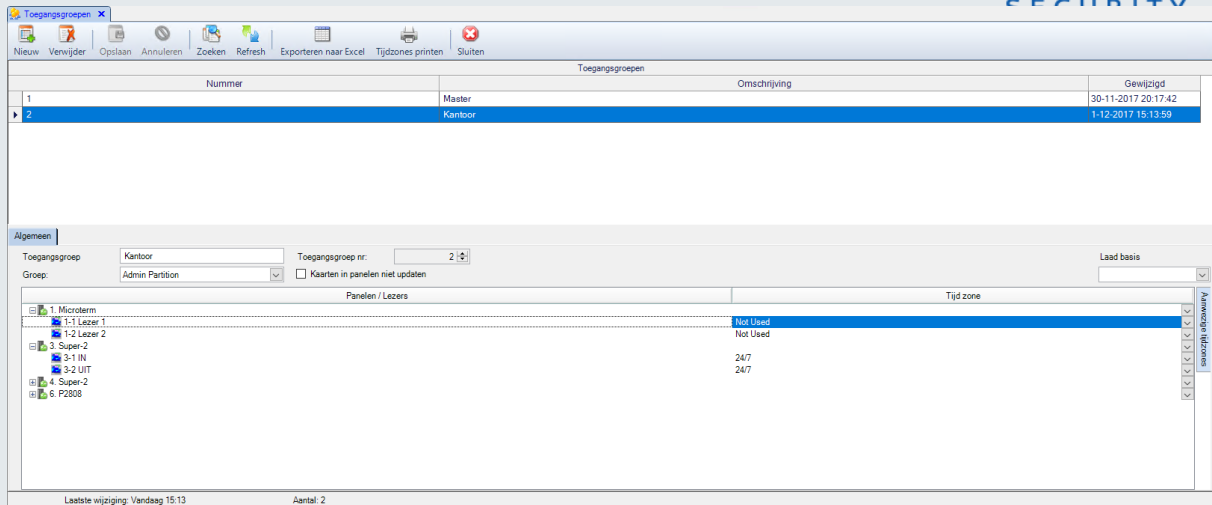 SECURITY
Toegangsgroepen
Nieuw Verwijder Opslaan Annuleren Zoeken Refresh Exporteren naar Excel Tijdzones printen Sluiten
Toegangsgroepen
Nummer Omschrijving Gewijzigd
1 Master 30-11-2017 20:17:42
2 Kantoor 1-12-2017 15:13:59
Algemeen
Toegangsgroep Kantoor Toegangsgroep nr: 2 Laad basis
Groep: Admin Partition Kaarten in panelen niet updaten
Panelen / Lezers Tijd zone
1. Microterm
1-1 Lezer 1 Not Used
1-2 Lezer 2 Not Used
3. Super-2
3-1 IN 24/7
3-2 UIT 24/7
4. Super-2
6. P2808
Aanwezige tijdzones
Laatste wijziging: Vandaag 15:13 Aantal: 2